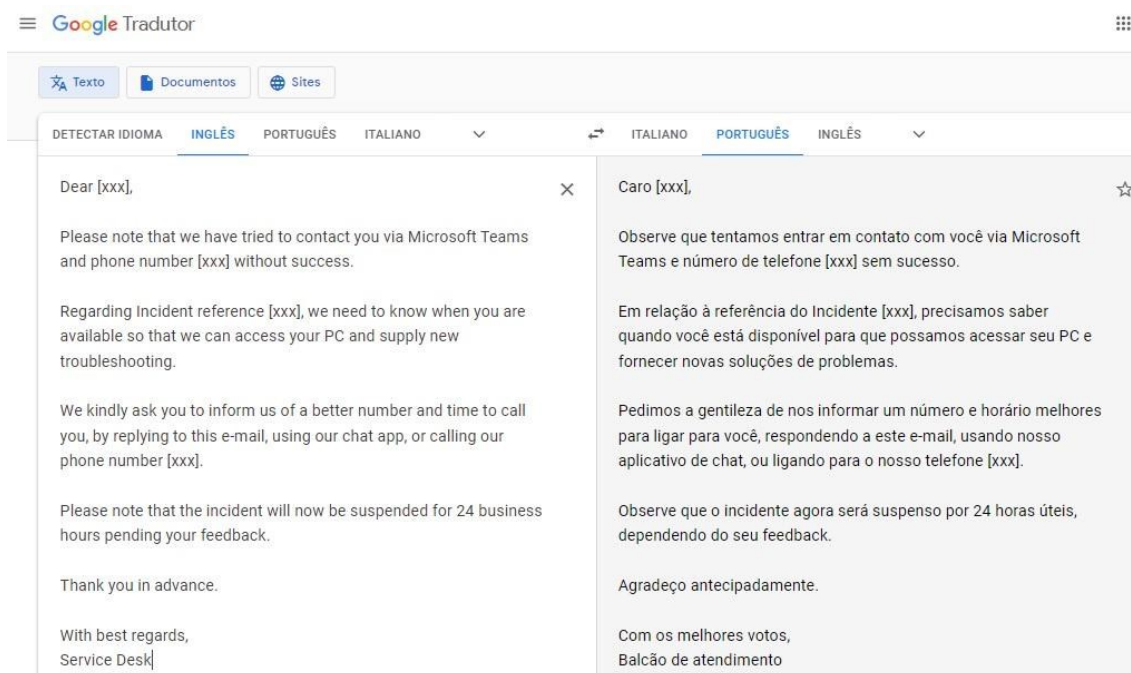 Google Tradutor
Texto
Documentos
Sites
DETECTAR IDIOMA INGLÊS PORTUGUÊS ITALIANO
ITALIANO PORTUGUÊS INGLÊS
Dear [xxx],
Please note that we have tried to contact you via Microsoft Teams
and phone number [xxx] without success.
Regarding Incident reference [xxx], we need to know when you are
available so that we can access your PC and supply new
troubleshooting.
We kindly ask you to inform us of a better number and time to call
you, by replying to this e-mail, using our chat app, or calling our
phone number [xxx].
Please note that the incident will now be suspended for 24 business
hours pending your feedback.
Thank you in advance.
With best regards,
Service Desk
Caro [xxx],
Observe que tentamos entrar em contato com você via Microsoft
Teams e número de telefone [xxx] sem sucesso.
Em relação à referência do Incidente [xxx], precisamos saber
quando você está disponível para que possamos acessar seu PC e
fornecer novas soluções de problemas.
Pedimos a gentileza de nos informar um número e horário melhores
para ligar para você, respondendo a este e-mail, usando nosso
aplicativo de chat, ou ligando para o nosso telefone [xxx].
Observe que o incidente agora será suspenso por 24 horas úteis,
dependendo do seu feedback.
Agradeço antecipadamente.
Com os melhores votos,
Balcão de atendimento